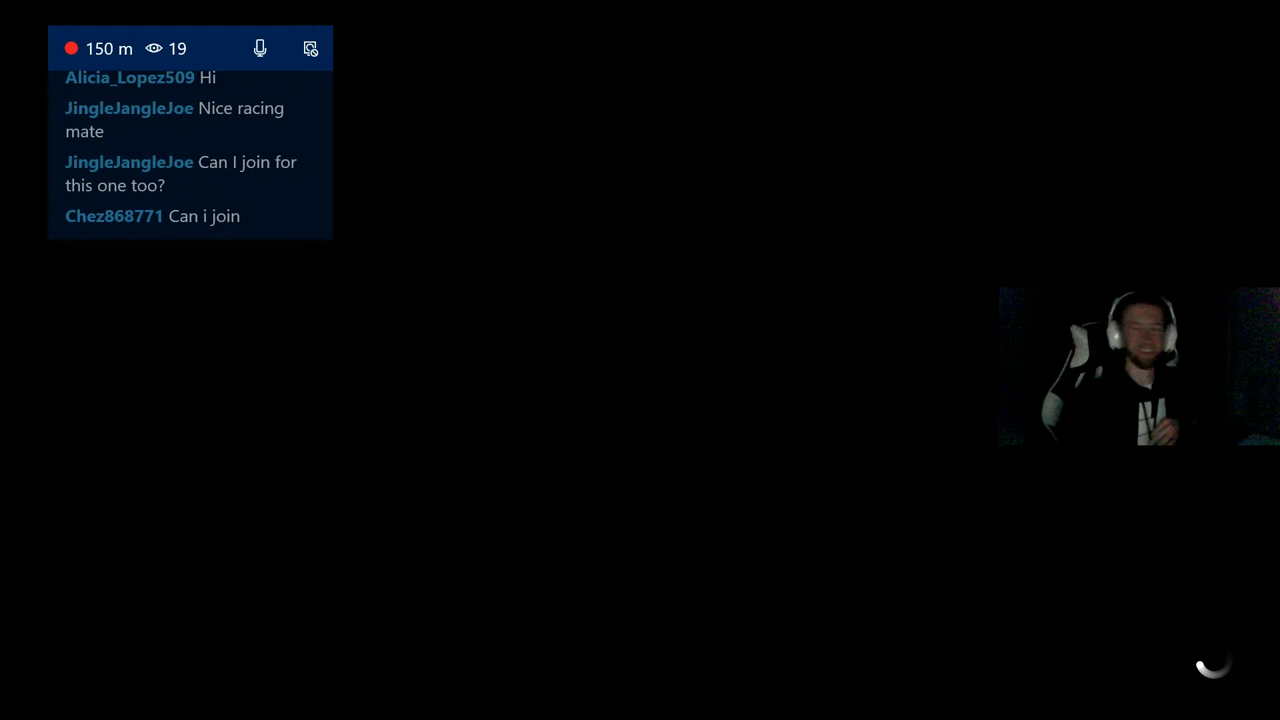 150 m 19
Alicia_Lopez509 Hi
JingleJangleJoe Nice racing
mate
JingleJangleJoe Can I join for
this one too?
Chez868771 Can i join